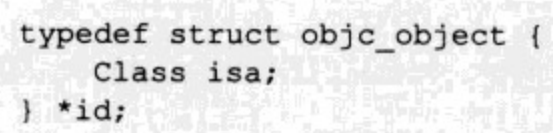 typedef struct objc_object {
    Class isa;
} *id;